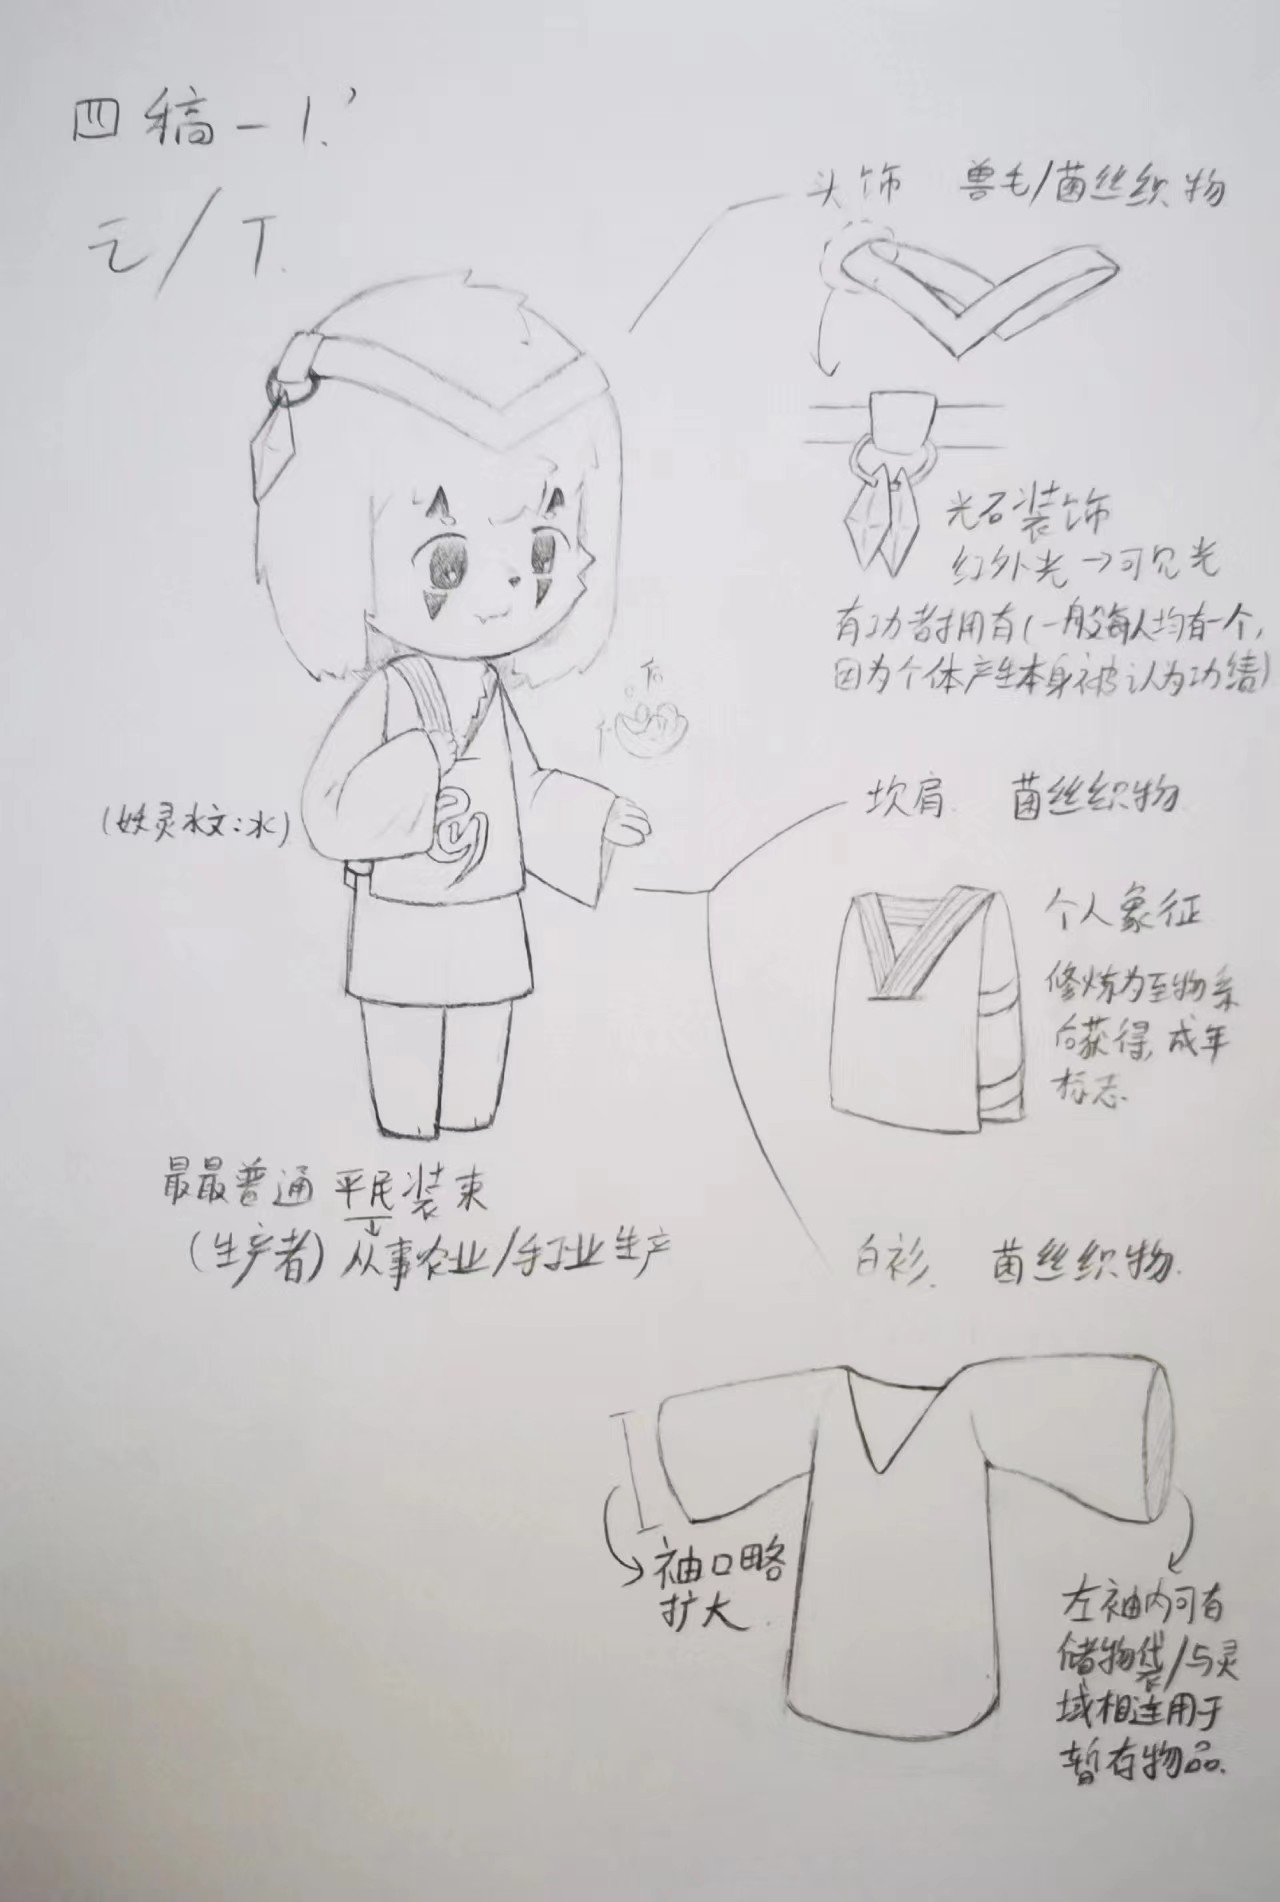 四稿-1.'
元/T.
头饰 兽毛/菌丝织物
光石装饰
红外光→可见光
有功者拥有(一般每人均有一个,
因为个体产生本身被认为功绩)
(妖灵水文:水)
坎肩. 菌丝织物.
个人象征
修炼为至物系
后获得,成年
标志.
最最普通平民装束
(生产者)从事农业/手工业生产
白衫. 菌丝织物.
袖口略
扩大.
左袖内可有
储物袋/与灵
域相连用于
暂存物品.